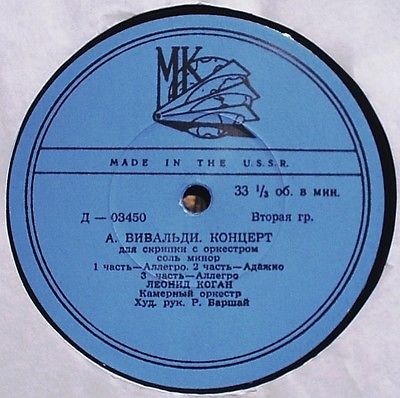 МК
MADE IN THE U.S.S.R.
33 1/3 об. в мин.
Д — 03450 Вторая гр.
А. ВИВАЛЬДИ. КОНЦЕРТ
для скрипки с оркестром
соль минор
1 часть—Аллегро. 2 часть—Адажио
3 часть—Аллегро
ЛЕОНИД КОГАН
Камерный оркестр
Худ. рук. Р. Баршай